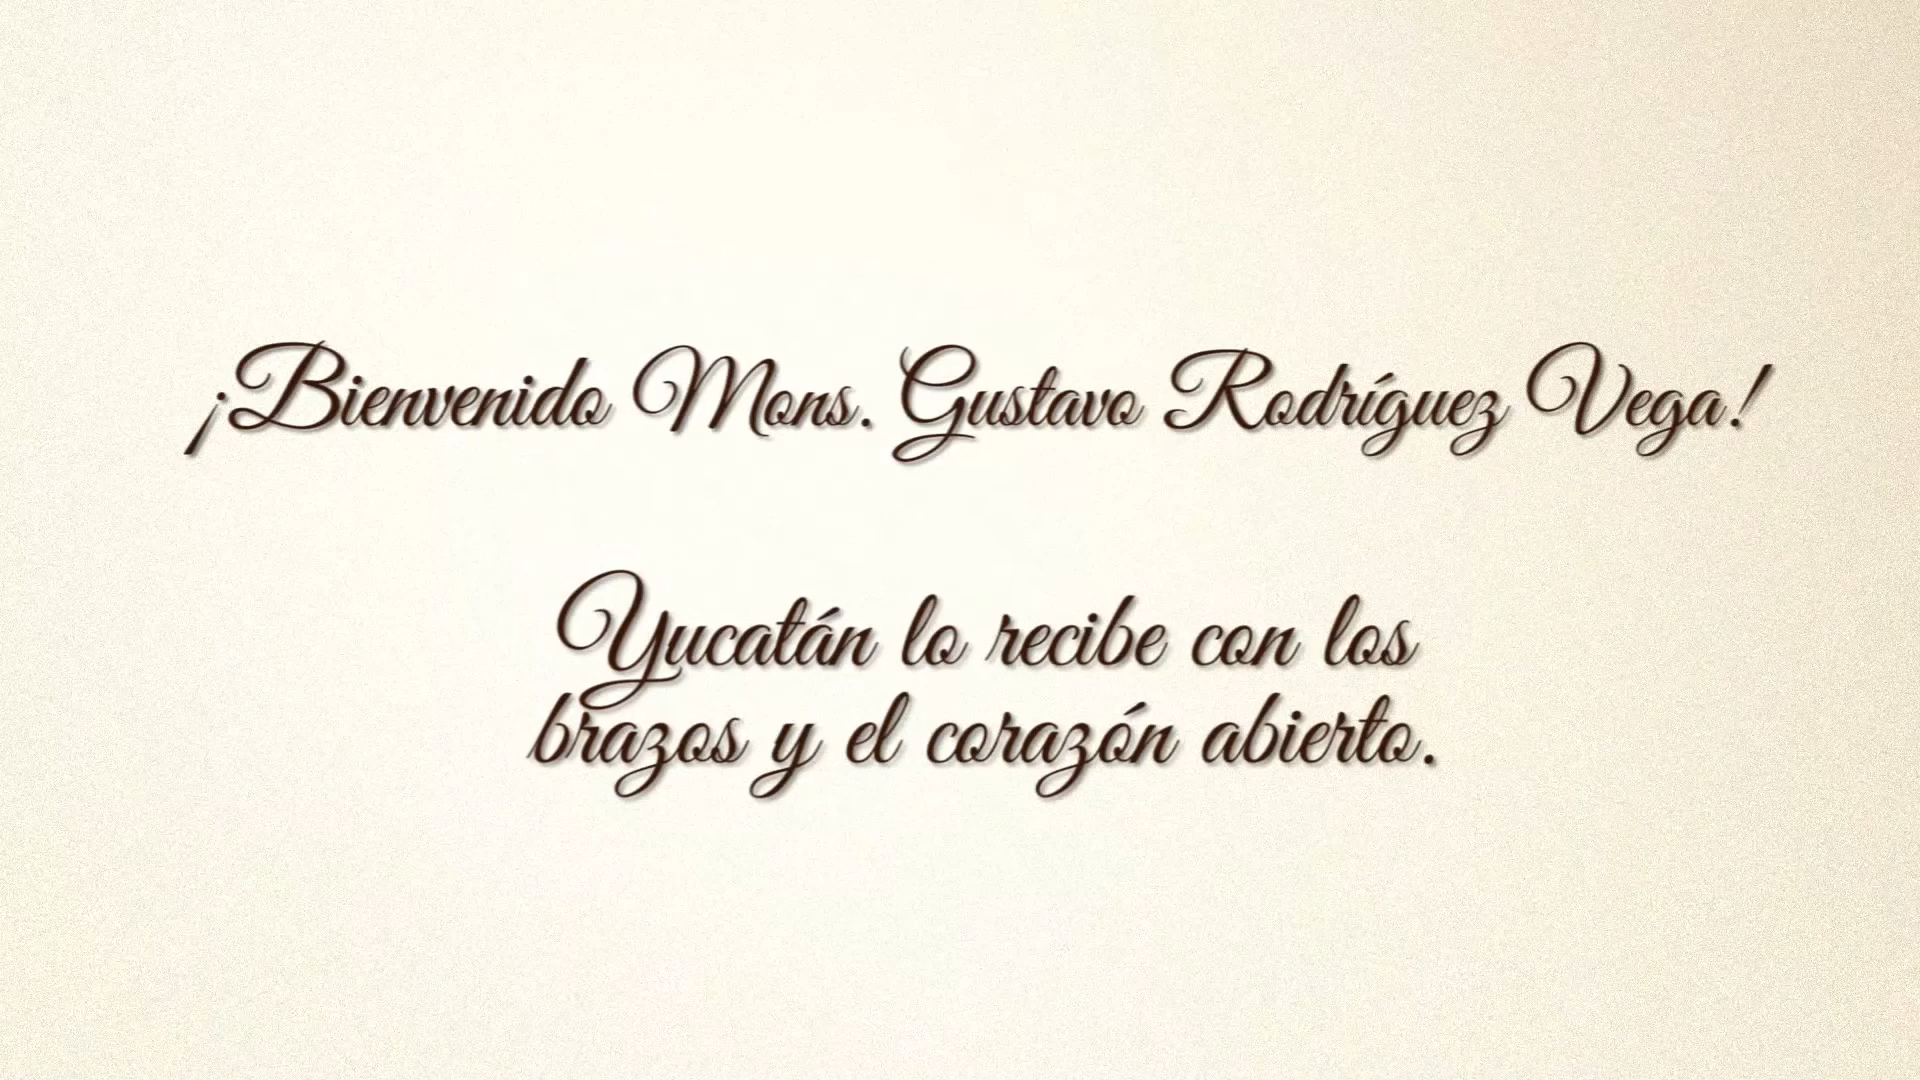 ¡Bienvenido Mons. Gustavo Rodríguez Vega!
Yucatán lo recibe con los
brazos y el corazón abierto.